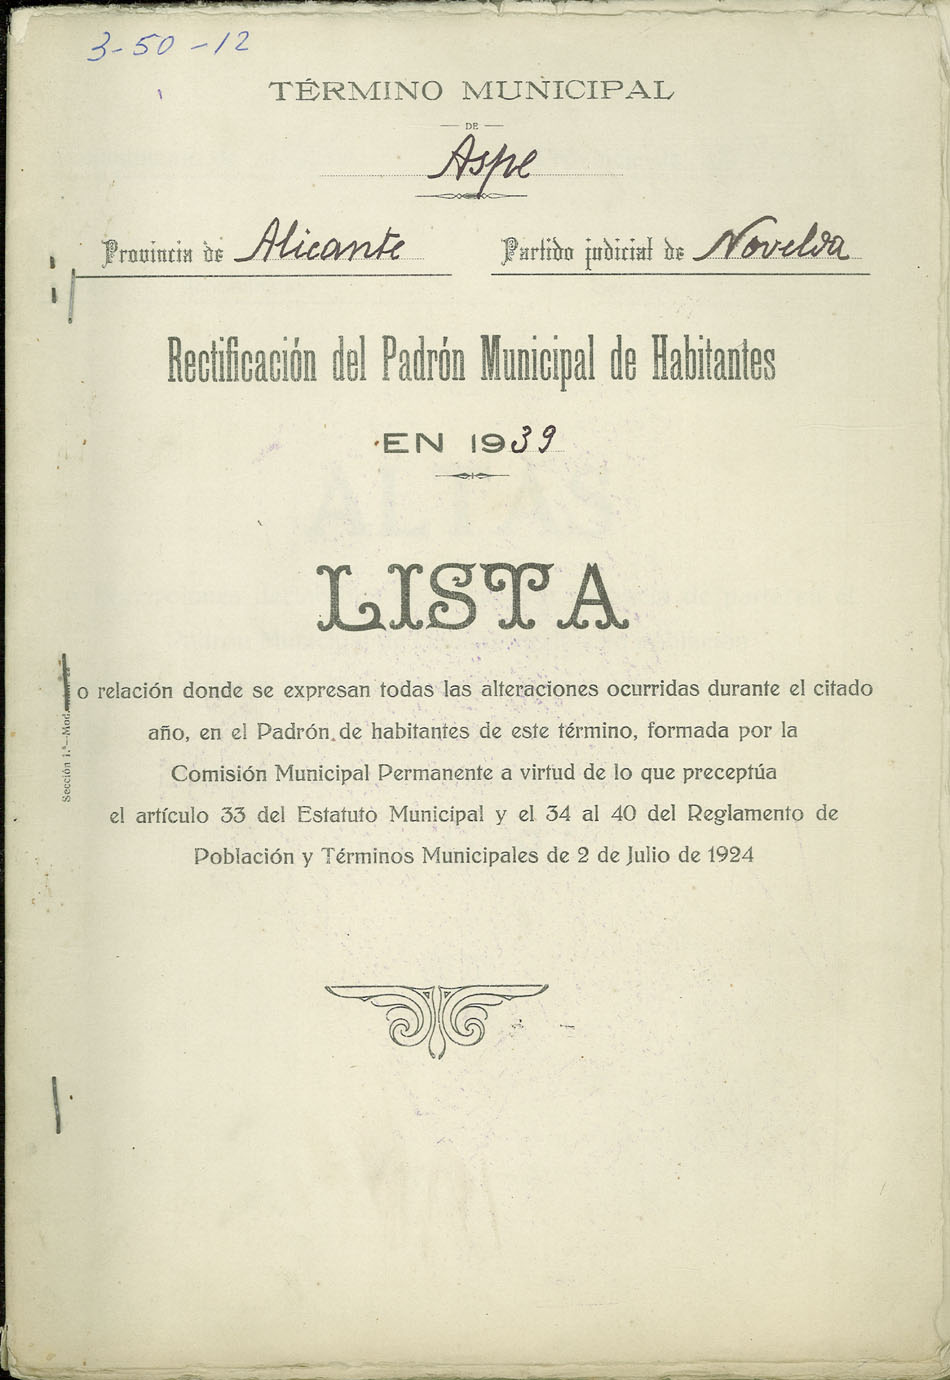 3-50-12
TÉRMINO MUNICIPAL
DE
Aspe
Provincia de Alicante
Partido judicial de Novelda
Rectificación del Padrón Municipal de Habitantes
EN 1939
LISTA
o relación donde se expresan todas las alteraciones ocurridas durante el citado
año, en el Padrón de habitantes de este término, formada por la
Comisión Municipal Permanente a virtud de lo que preceptúa
el artículo 33 del Estatuto Municipal y el 34 al 40 del Reglamento de
Población y Términos Municipales de 2 de Julio de 1924
Sección 1.ª—Mod.